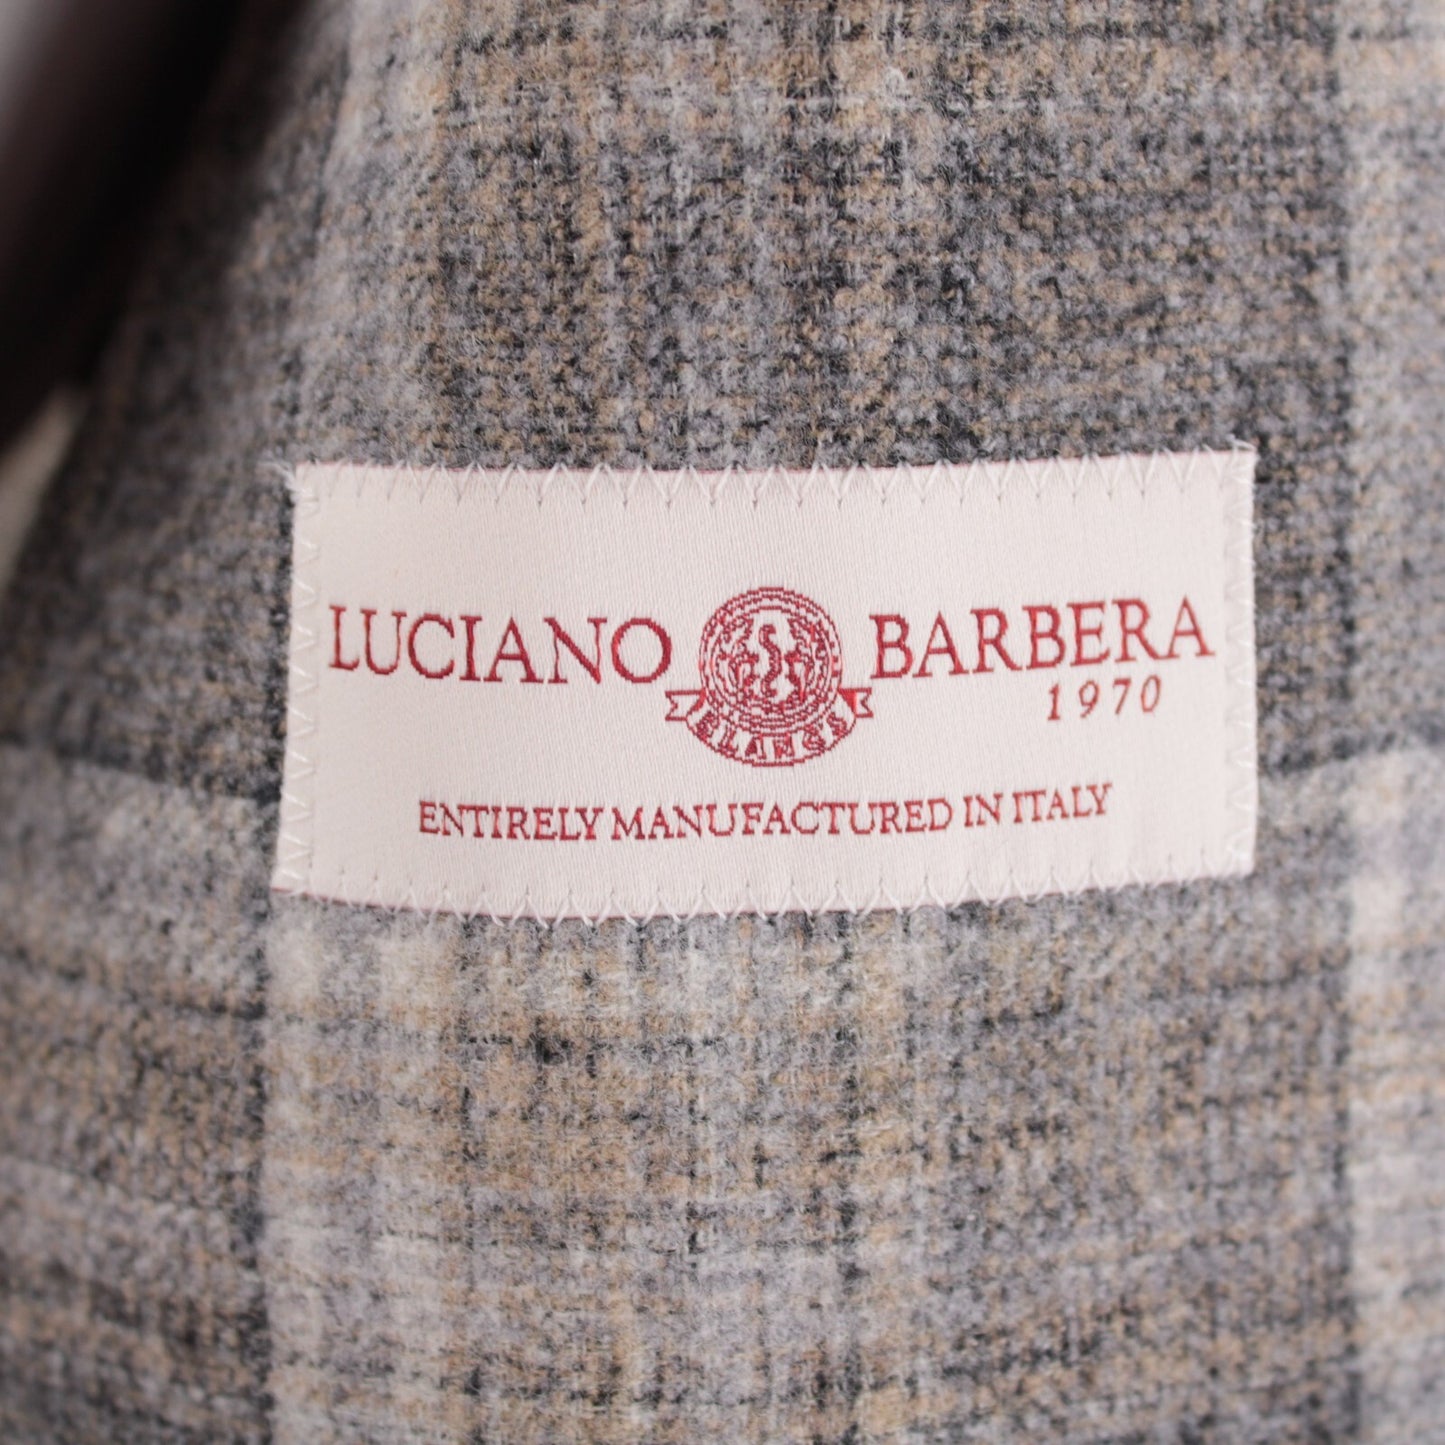 LUCIANO BARBERA
1970
ENTIRELY MANUFACTURED IN ITALY